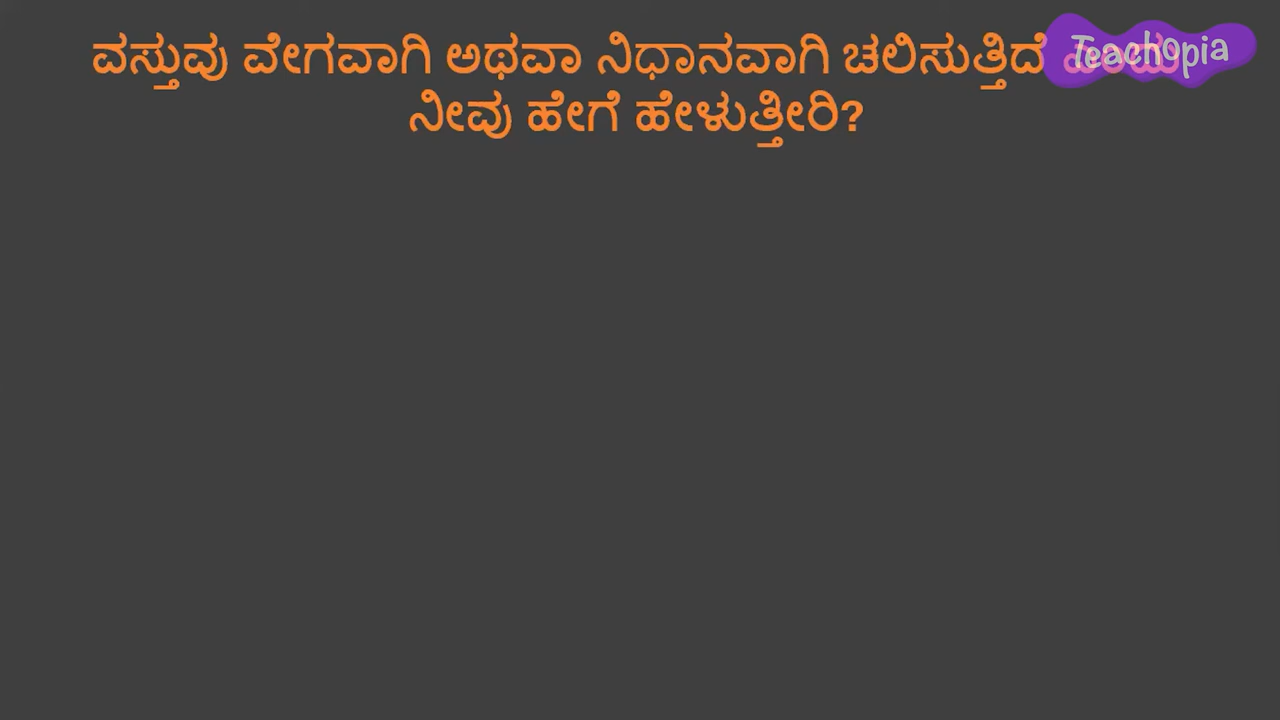 ವಸ್ತುವು ವೇಗವಾಗಿ ಅಥವಾ ನಿಧಾನವಾಗಿ ಚಲಿಸುತ್ತಿದೆ
ನೀವು ಹೇಗೆ ಹೇಳುತ್ತೀರಿ?
TeachOpia